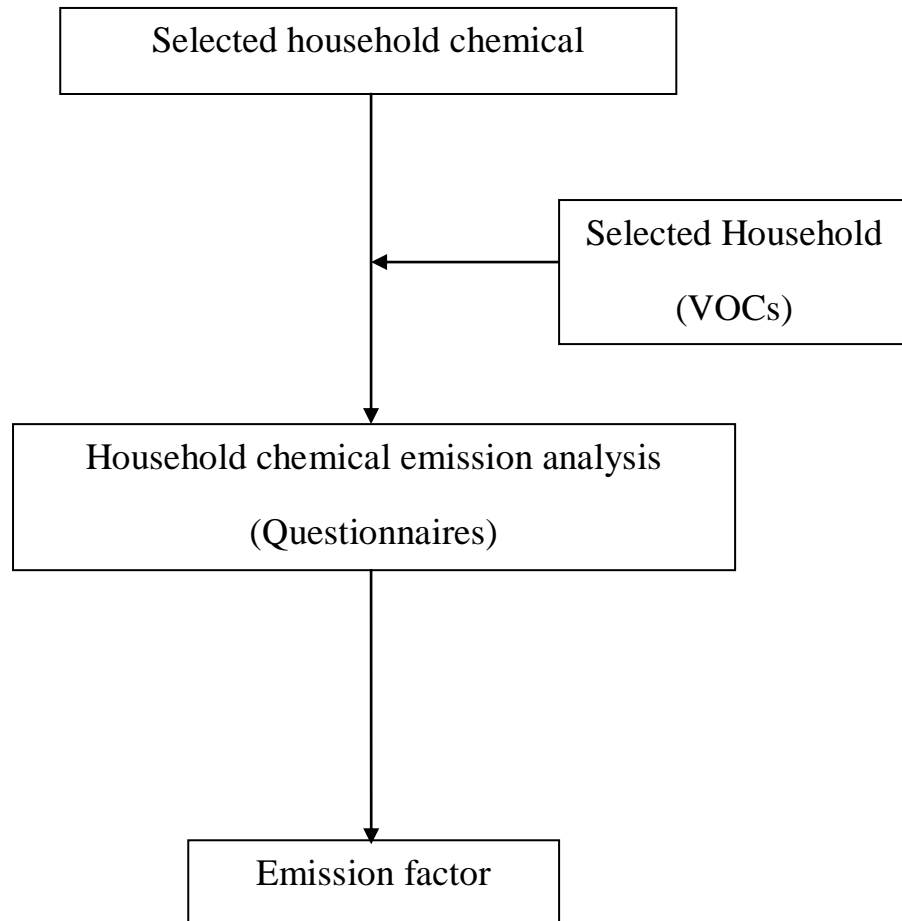 Selected household chemical
Selected Household
(VOCs)
Household chemical emission analysis
(Questionnaires)
Emission factor